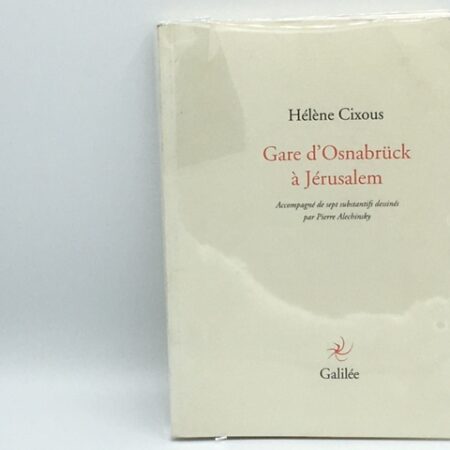 Hélène Cixous
Gare d'Osnabrück
à Jérusalem
Accompagné de sept substantifs dessinés
par Pierre Alechinsky
Galilée